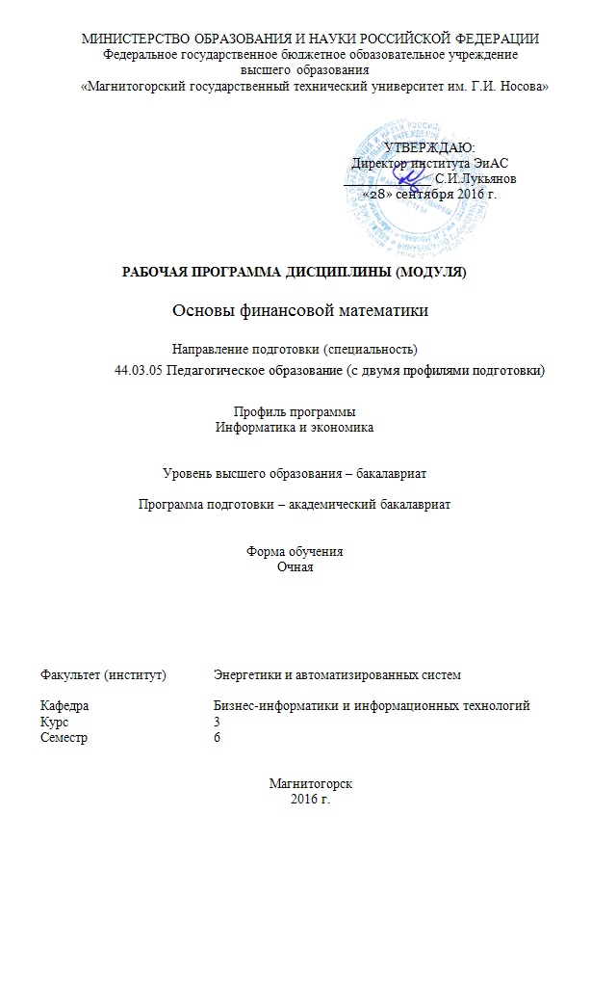 МИНИСТЕРСТВО ОБРАЗОВАНИЯ И НАУКИ РОССИЙСКОЙ ФЕДЕРАЦИИ
Федеральное государственное бюджетное образовательное учреждение
высшего образования
«Магнитогорский государственный технический университет им. Г.И. Носова»
УТВЕРЖДАЮ:
Директор института ЭиАС
_____________ С.И.Лукьянов
«28» сентября 2016 г.
РАБОЧАЯ ПРОГРАММА ДИСЦИПЛИНЫ (МОДУЛЯ)
Основы финансовой математики
Направление подготовки (специальность)
44.03.05 Педагогическое образование (с двумя профилями подготовки)
Профиль программы
Информатика и экономика
Уровень высшего образования – бакалавриат
Программа подготовки – академический бакалавриат
Форма обучения
Очная
Факультет (институт) Энергетики и автоматизированных систем
Кафедра Бизнес-информатики и информационных технологий
Курс 3
Семестр 6
Магнитогорск
2016 г.